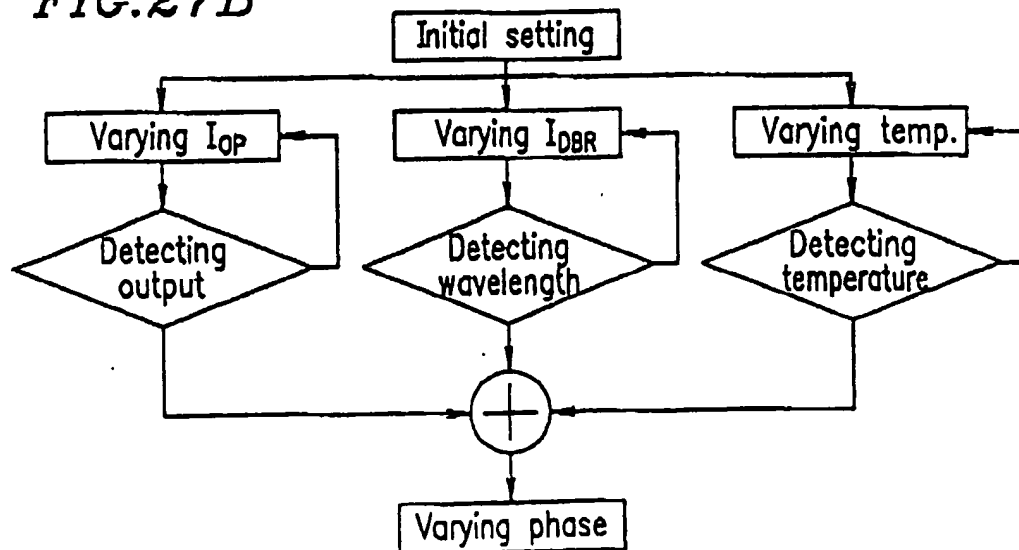 FIG.27B
Initial setting
Varying I_OP
Varying I_DBR
Varying temp.
Detecting
output
Detecting
wavelength
Detecting
temperature
Varying phase